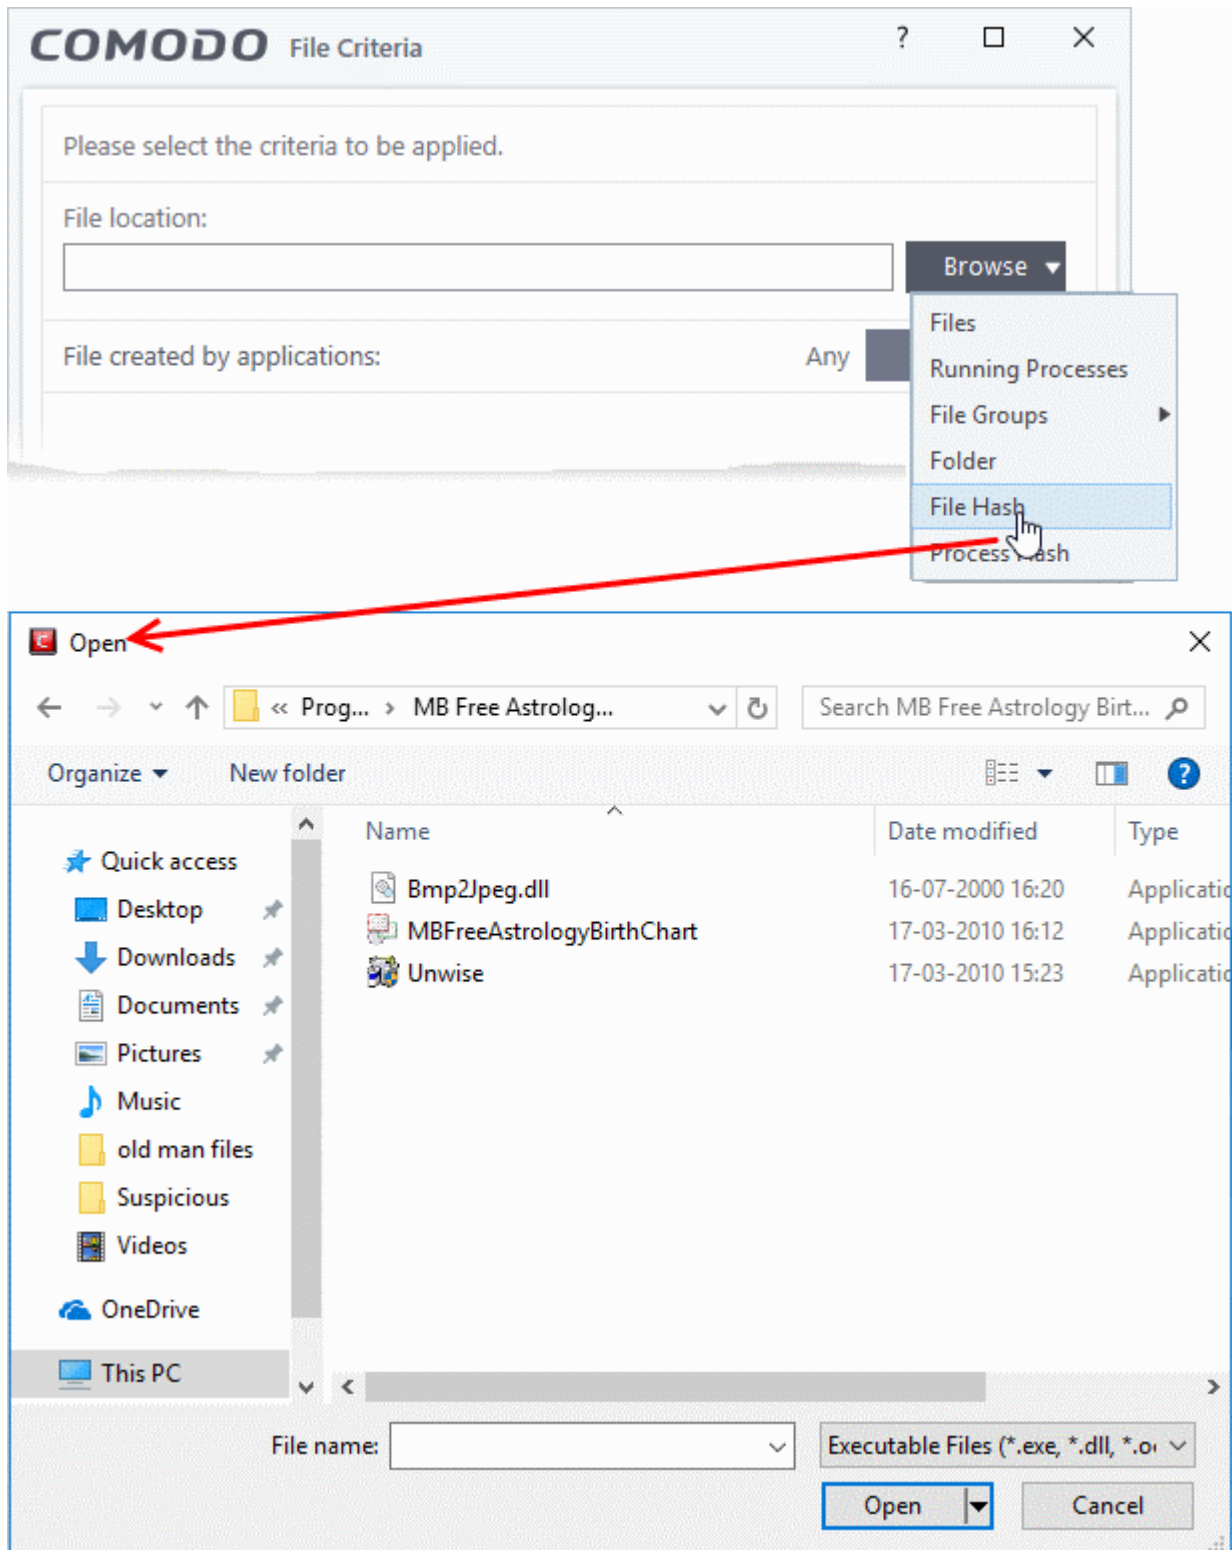 COMODO File Criteria ?
Please select the criteria to be applied.
File location:
Browse
Files
File created by applications: Any
Running Processes
File Groups
Folder
File Hash
Process Hash
Open
« Prog... › MB Free Astrolog...
Search MB Free Astrology Birt...
Organize New folder ?
Name Date modified Type
Quick access
Desktop
Downloads
Documents
Pictures
Music
old man files
Suspicious
Videos
OneDrive
This PC
Bmp2Jpeg.dll 16-07-2000 16:20 Applicatic
MBFreeAstrologyBirthChart 17-03-2010 16:12 Applicatic
Unwise 17-03-2010 15:23 Applicatic
File name: Executable Files (*.exe, *.dll, *.o
Open Cancel